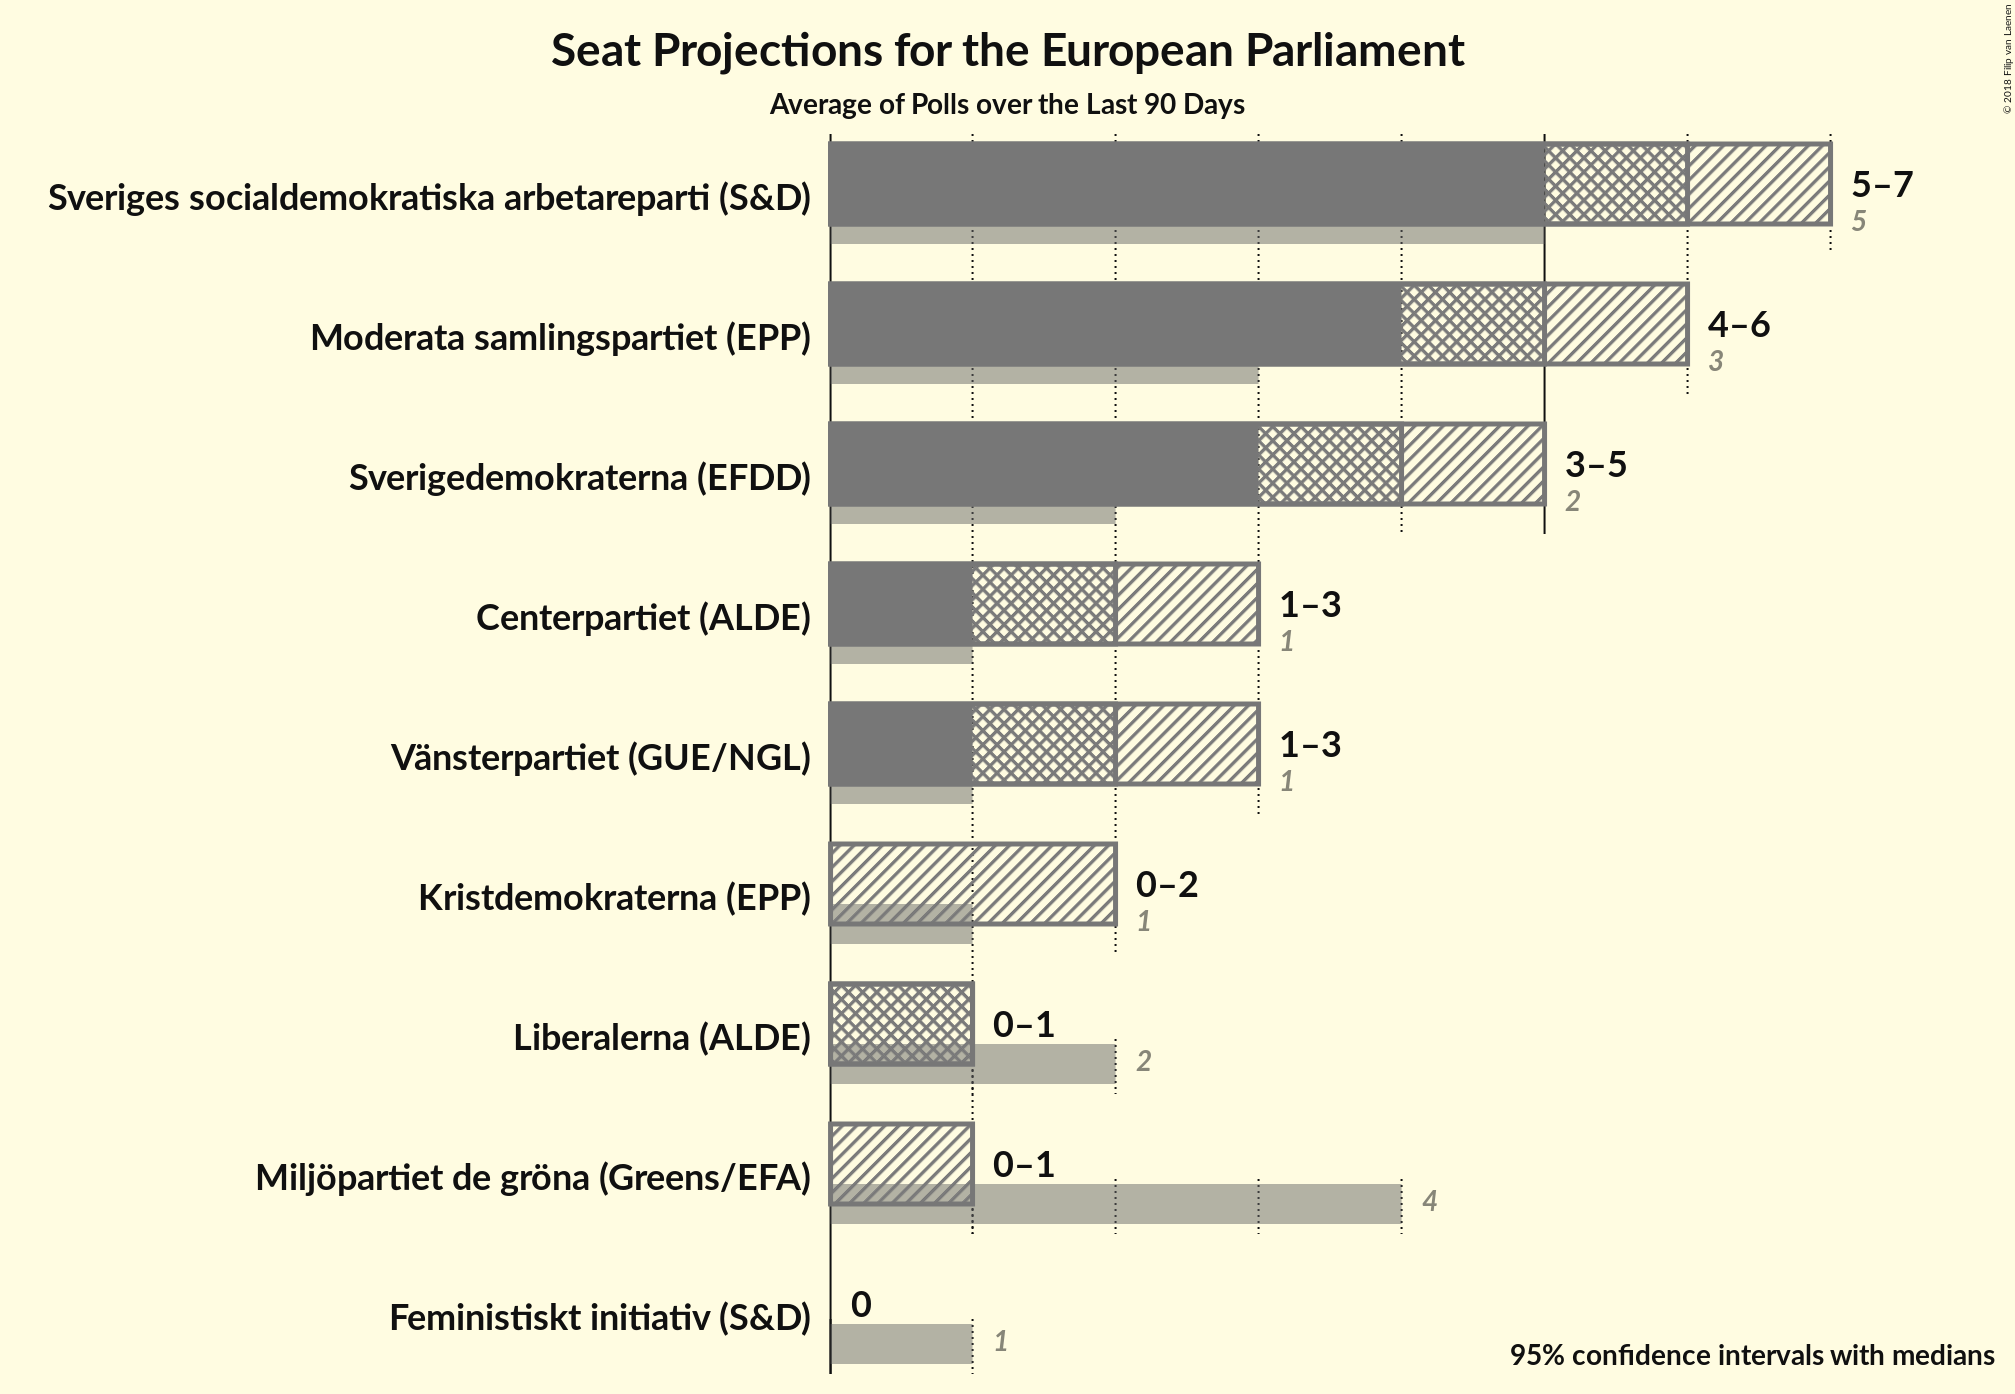 Seat Projections for the European Parliament
Average of Polls over the Last 90 Days
© 2018 Filip van Laenen
Sveriges socialdemokratiska arbetareparti (S&D)
5–7
5
Moderata samlingspartiet (EPP)
4–6
3
Sverigedemokraterna (EFDD)
3–5
2
Centerpartiet (ALDE)
1–3
1
Vänsterpartiet (GUE/NGL)
1–3
1
Kristdemokraterna (EPP)
0–2
1
Liberalerna (ALDE)
0–1
2
Miljöpartiet de gröna (Greens/EFA)
0–1
4
Feministiskt initiativ (S&D)
0
1
95% confidence intervals with medians